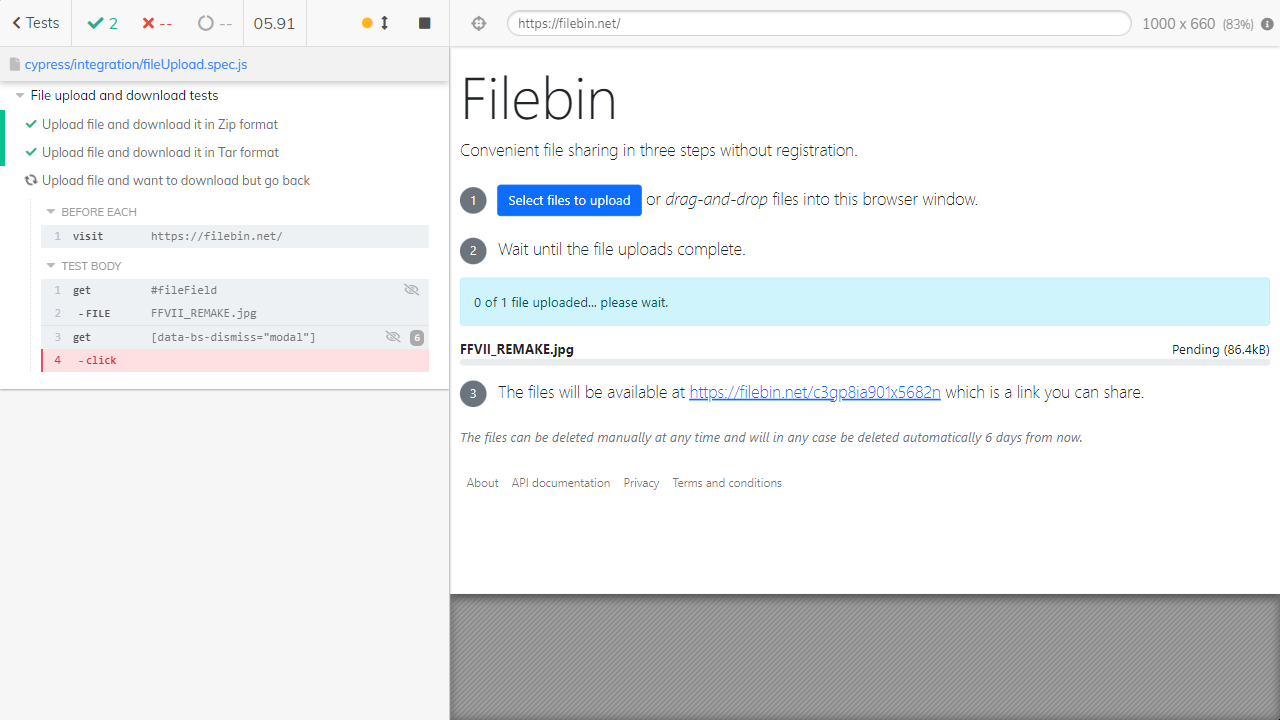 Tests
2
--
--
05.91
cypress/integration/fileUpload.spec.js
File upload and download tests
Upload file and download it in Zip format
Upload file and download it in Tar format
Upload file and want to download but go back
BEFORE EACH
1 visit https://filebin.net/
TEST BODY
1 get #fileField
2 -FILE FFVII_REMAKE.jpg
3 get [data-bs-dismiss="modal"] 6
4 -click
https://filebin.net/
1000 x 660 (83%)
Filebin
Convenient file sharing in three steps without registration.
1 Select files to upload or drag-and-drop files into this browser window.
2 Wait until the file uploads complete.
0 of 1 file uploaded... please wait.
FFVII_REMAKE.jpg Pending (86.4kB)
3 The files will be available at https://filebin.net/c3gp8ia901x5682n which is a link you can share.
The files can be deleted manually at any time and will in any case be deleted automatically 6 days from now.
About API documentation Privacy Terms and conditions